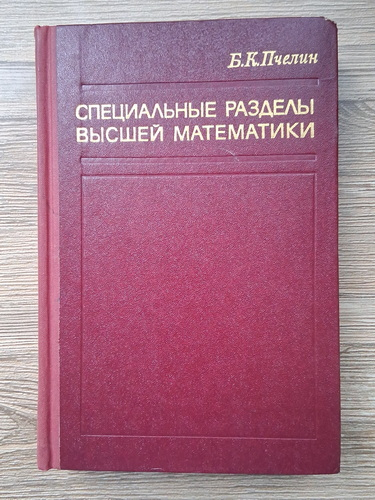 Б.К.Пчелин
СПЕЦИАЛЬНЫЕ РАЗДЕЛЫ
ВЫСШЕЙ МАТЕМАТИКИ